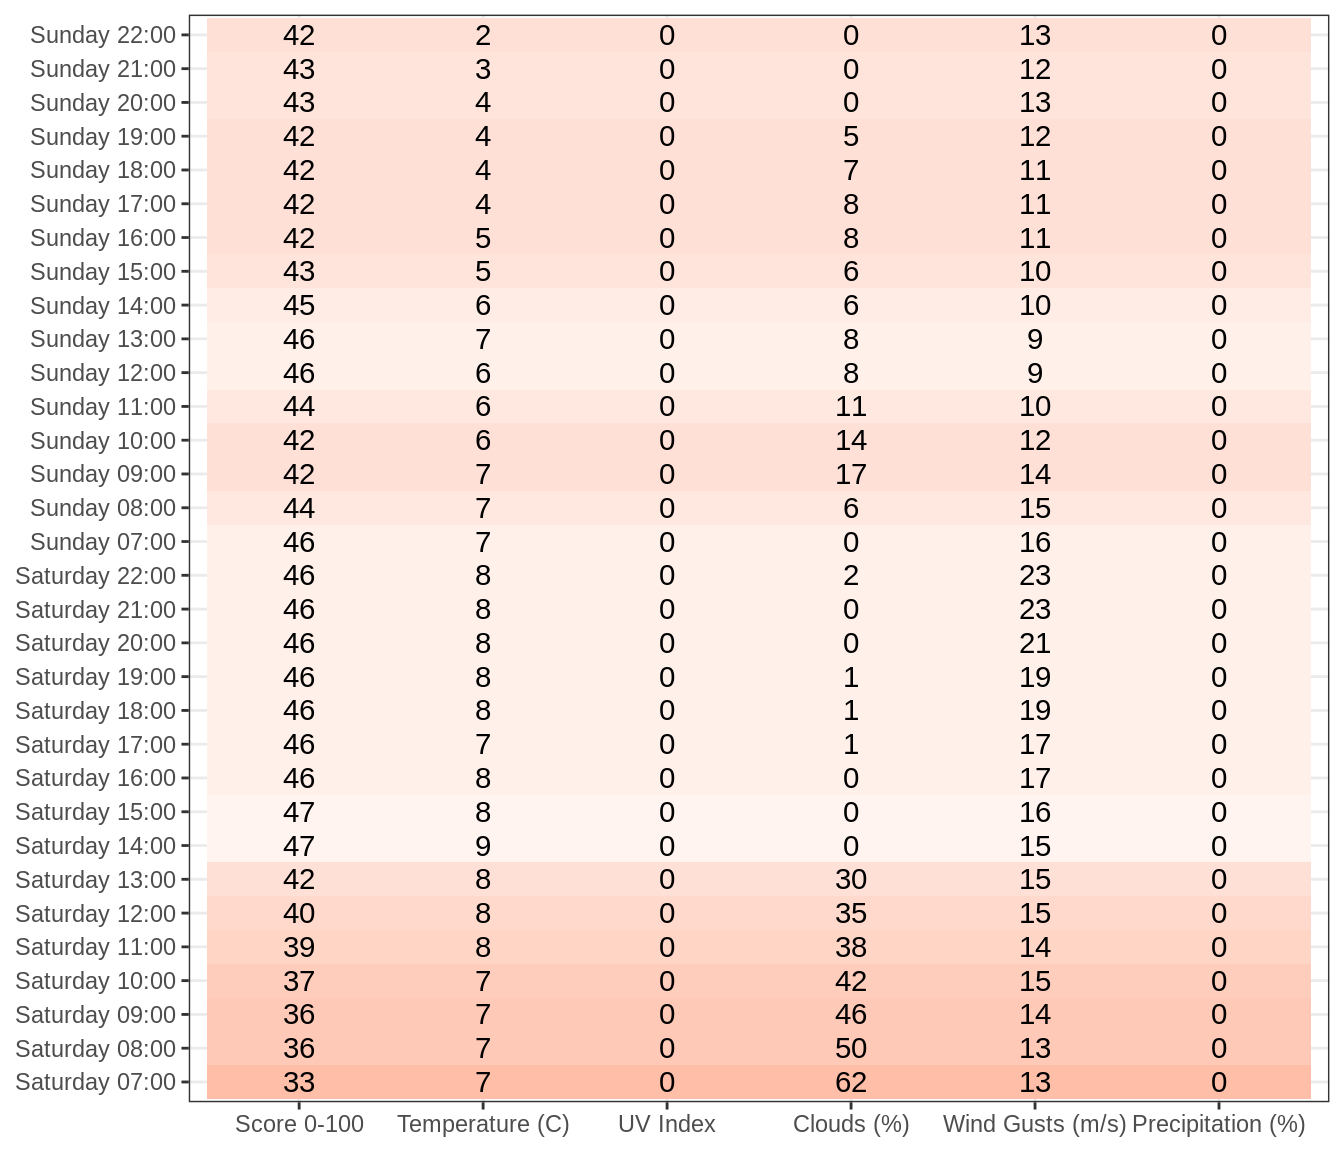 Sunday 22:00 42 2 0 0 13 0
Sunday 21:00 43 3 0 0 12 0
Sunday 20:00 43 4 0 0 13 0
Sunday 19:00 42 4 0 5 12 0
Sunday 18:00 42 4 0 7 11 0
Sunday 17:00 42 4 0 8 11 0
Sunday 16:00 42 5 0 8 11 0
Sunday 15:00 43 5 0 6 10 0
Sunday 14:00 45 6 0 6 10 0
Sunday 13:00 46 7 0 8 9 0
Sunday 12:00 46 6 0 8 9 0
Sunday 11:00 44 6 0 11 10 0
Sunday 10:00 42 6 0 14 12 0
Sunday 09:00 42 7 0 17 14 0
Sunday 08:00 44 7 0 6 15 0
Sunday 07:00 46 7 0 0 16 0
Saturday 22:00 46 8 0 2 23 0
Saturday 21:00 46 8 0 0 23 0
Saturday 20:00 46 8 0 0 21 0
Saturday 19:00 46 8 0 1 19 0
Saturday 18:00 46 8 0 1 19 0
Saturday 17:00 46 7 0 1 17 0
Saturday 16:00 46 8 0 0 17 0
Saturday 15:00 47 8 0 0 16 0
Saturday 14:00 47 9 0 0 15 0
Saturday 13:00 42 8 0 30 15 0
Saturday 12:00 40 8 0 35 15 0
Saturday 11:00 39 8 0 38 14 0
Saturday 10:00 37 7 0 42 15 0
Saturday 09:00 36 7 0 46 14 0
Saturday 08:00 36 7 0 50 13 0
Saturday 07:00 33 7 0 62 13 0
Score 0-100 Temperature (C) UV Index Clouds (%) Wind Gusts (m/s) Precipitation (%)